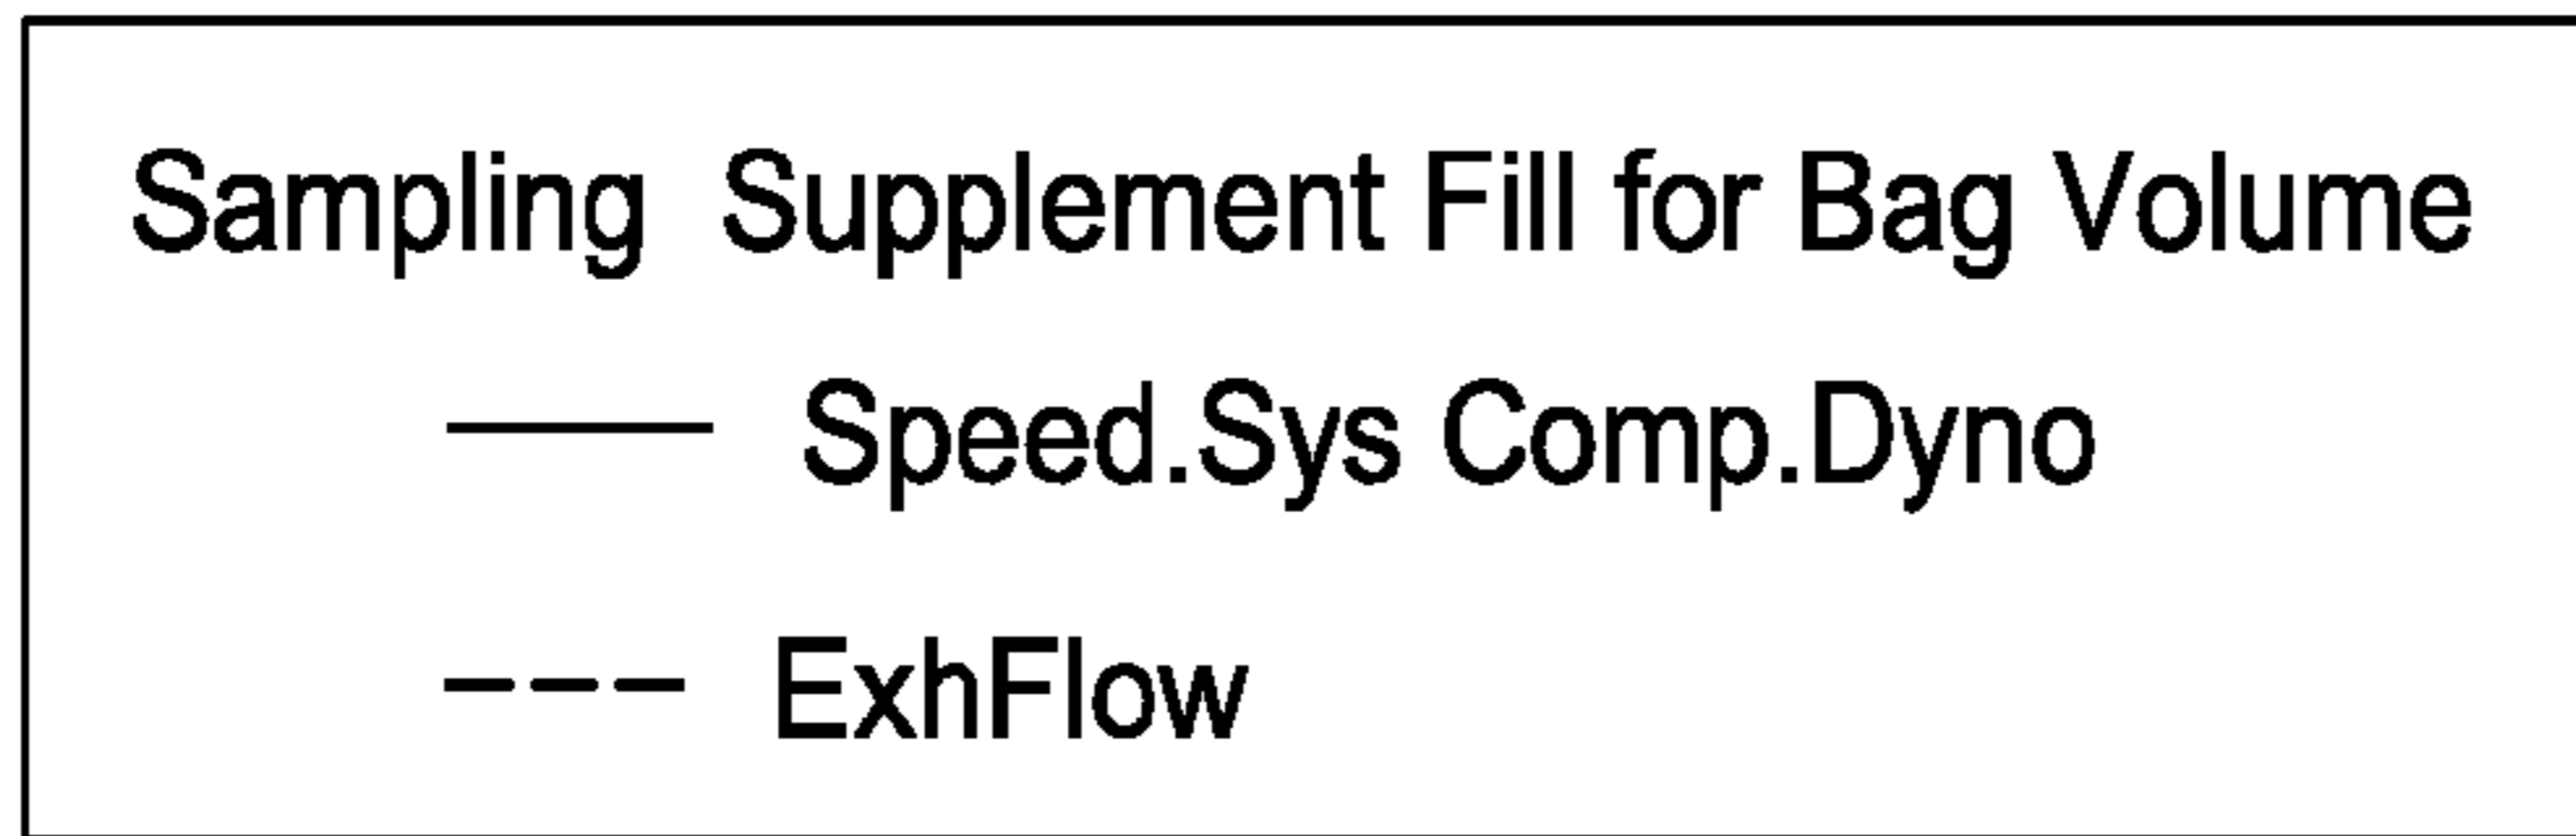 Sampling Supplement Fill for Bag Volume
Speed.Sys Comp.Dyno
ExhFlow